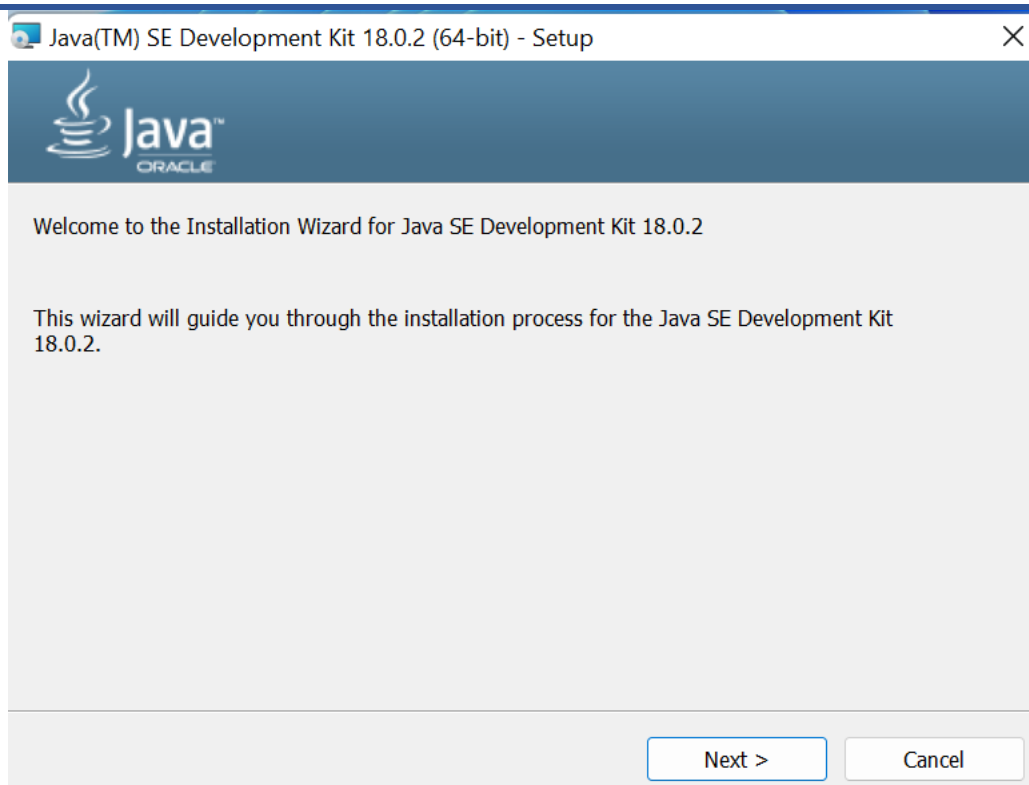 Java(TM) SE Development Kit 18.0.2 (64-bit) - Setup
Java™
ORACLE
Welcome to the Installation Wizard for Java SE Development Kit 18.0.2
This wizard will guide you through the installation process for the Java SE Development Kit
18.0.2.
Next >
Cancel